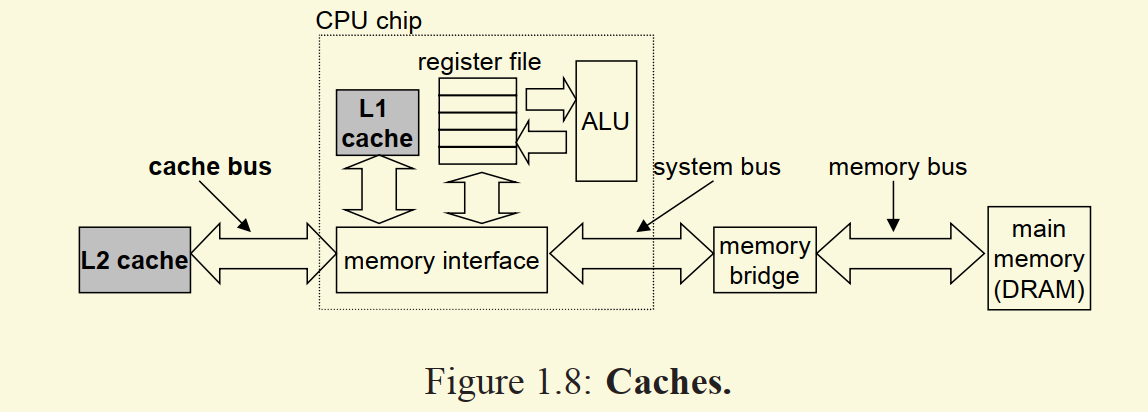 CPU chip
register file
L1
cache
ALU
cache bus
system bus
memory bus
L2 cache
memory interface
memory
bridge
main
memory
(DRAM)
Figure 1.8: Caches.